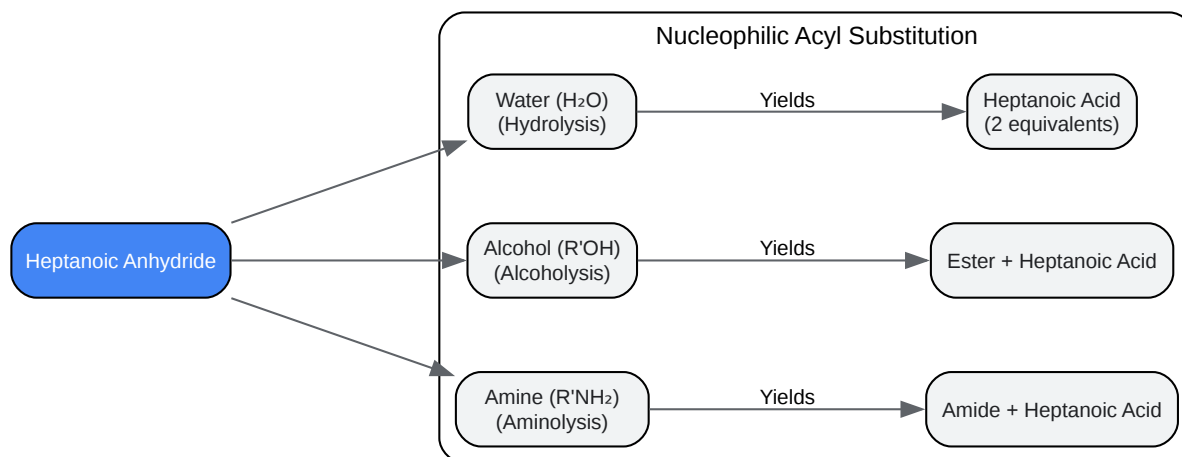 Nucleophilic Acyl Substitution
Water (H₂O)
(Hydrolysis)
Yields
Heptanoic Acid
(2 equivalents)
Heptanoic Anhydride
Alcohol (R'OH)
(Alcoholysis)
Yields
Ester + Heptanoic Acid
Amine (R'NH₂)
(Aminolysis)
Yields
Amide + Heptanoic Acid